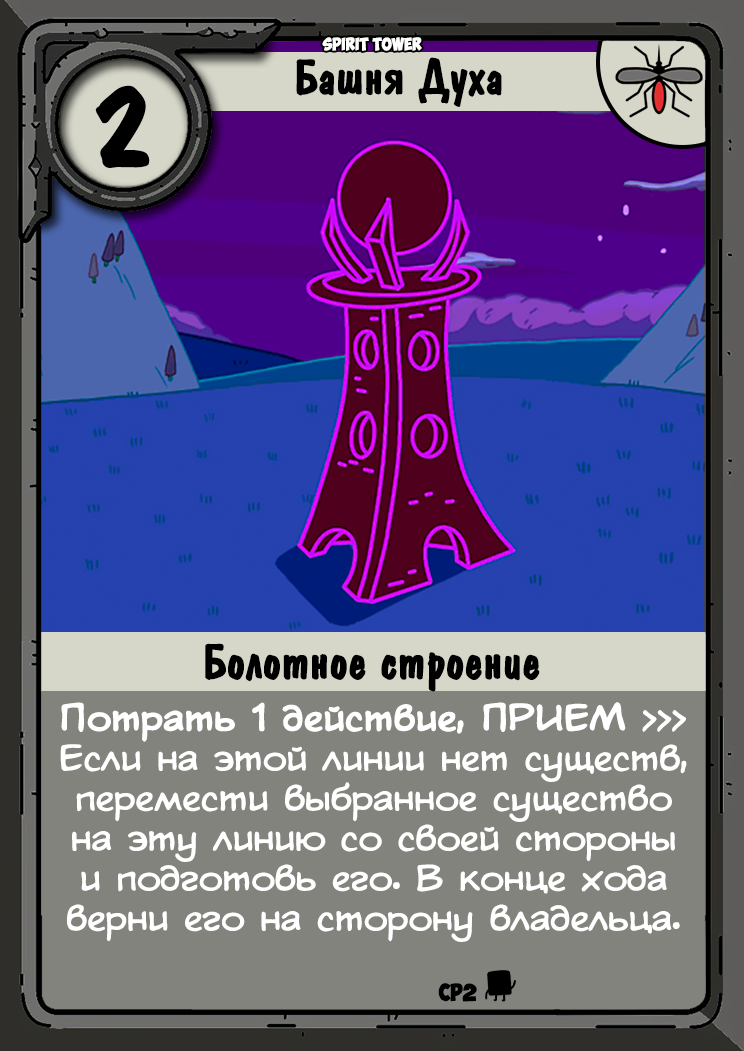 SPIRIT TOWER
2
Башня Духа
Болотное строение
Потрать 1 действие, ПРИЕМ >>>
Если на этой линии нет существ,
перемести выбранное существо
на эту линию со своей стороны
и подготовь его. В конце хода
верни его на сторону владельца.
CP2